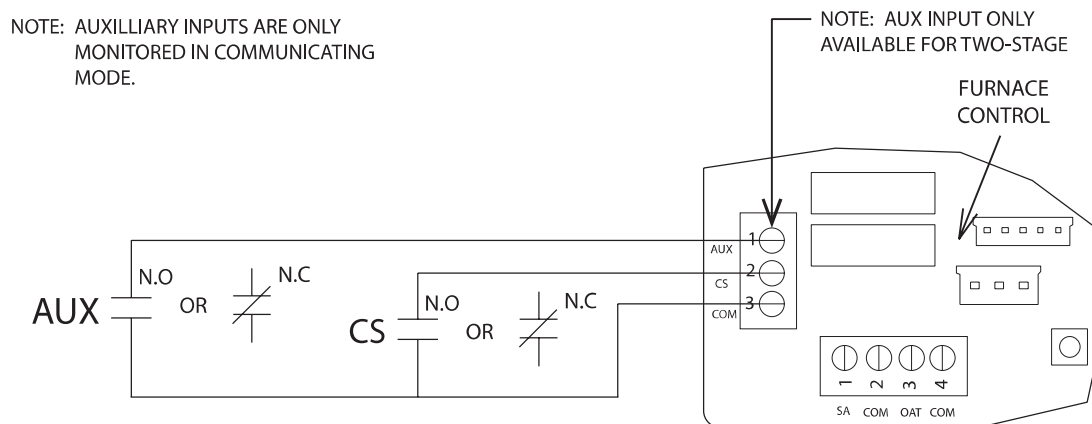 NOTE: AUXILLIARY INPUTS ARE ONLY
MONITORED IN COMMUNICATING
MODE.
NOTE: AUX INPUT ONLY
AVAILABLE FOR TWO-STAGE
FURNACE
CONTROL
1
AUX
2
CS
3
COM
N.O
N.C
AUX
OR
N.O
N.C
CS
OR
1 2 3 4
SA COM OAT COM